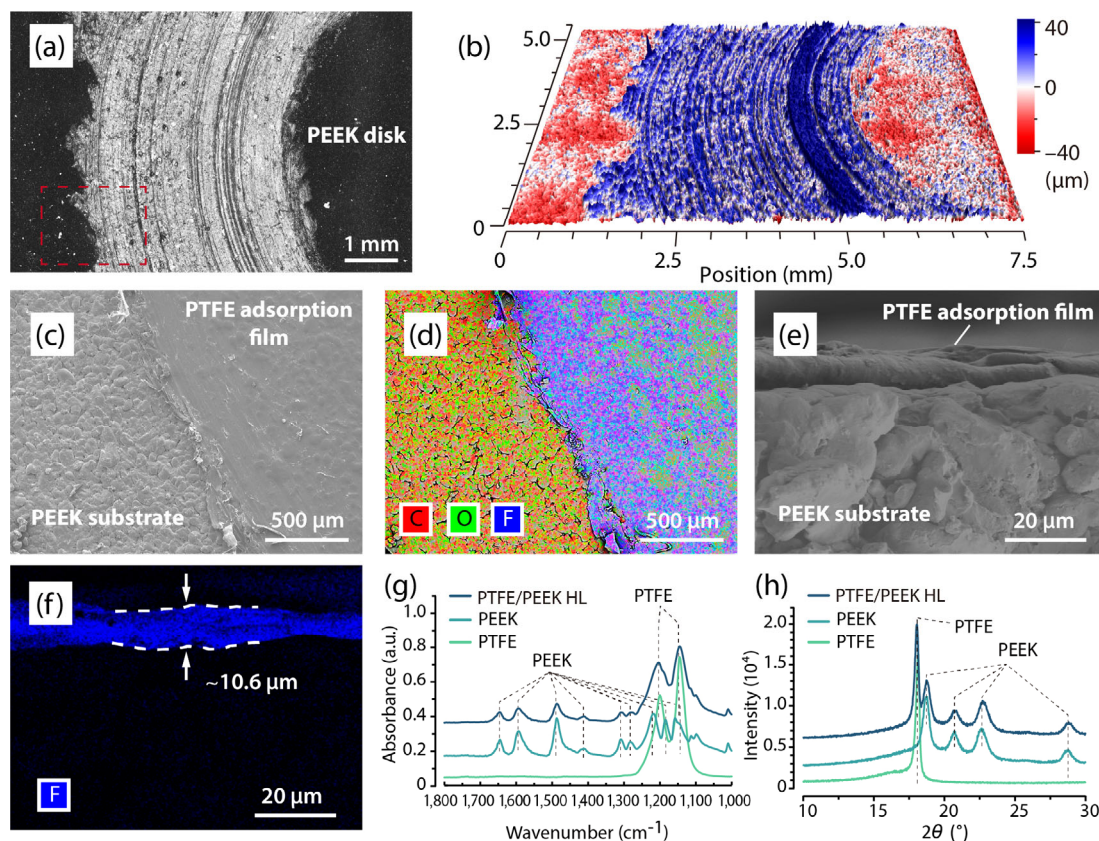 (a)
PEEK disk
1 mm
(b)
5.0
2.5
0
0
2.5
5.0
7.5
Position (mm)
40
0
−40
(μm)
(c)
PTFE adsorption
film
PEEK substrate
500 μm
(d)
C O F
500 μm
(e)
PTFE adsorption film
PEEK substrate
20 μm
(f)
~10.6 μm
F
20 μm
(g)
PTFE/PEEK HL
PEEK
PTFE
PTFE
PEEK
1.0
0.8
0.6
0.4
0.2
0
Absorbance (a.u.)
1,800 1,700 1,600 1,500 1,400 1,300 1,200 1,100 1,000
Wavenumber (cm⁻¹)
(h)
PTFE/PEEK HL
PEEK
PTFE
PTFE
PEEK
2.0
1.5
1.0
0.5
0
Intensity (10⁴)
10 15 20 25 30
2θ (°)